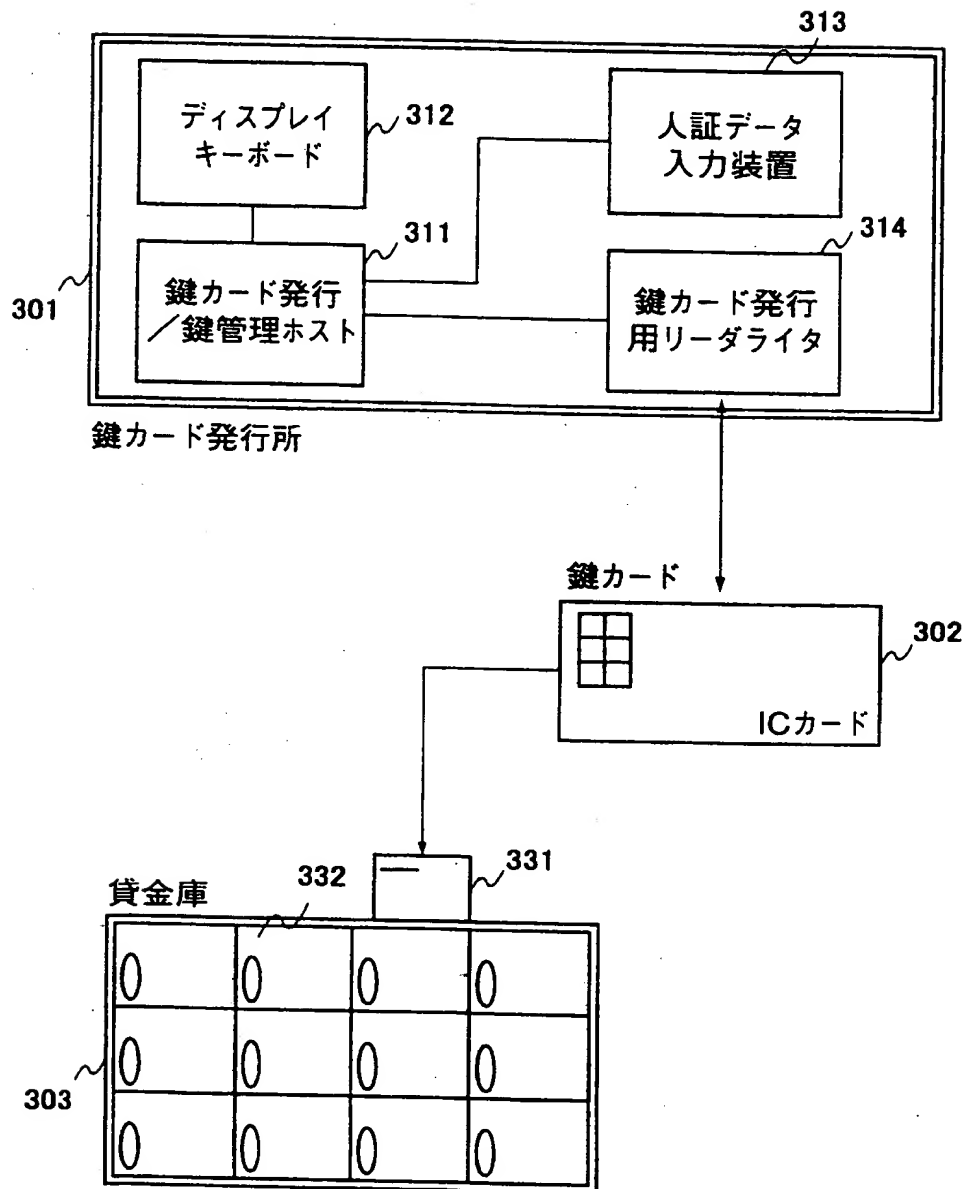 313
ディスプレイ
キーボード
312
人証データ
入力装置
311
314
301
鍵カード発行
／鍵管理ホスト
鍵カード発行
用リーダライタ
鍵カード発行所
鍵カード
302
ICカード
331
332
貸金庫
303